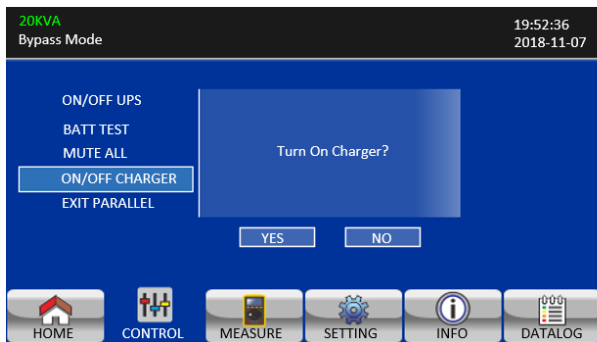 20KVA
Bypass Mode
19:52:36
2018-11-07
ON/OFF UPS
BATT TEST
MUTE ALL
ON/OFF CHARGER
EXIT PARALLEL
Turn On Charger?
YES NO
HOME CONTROL MEASURE SETTING INFO DATALOG